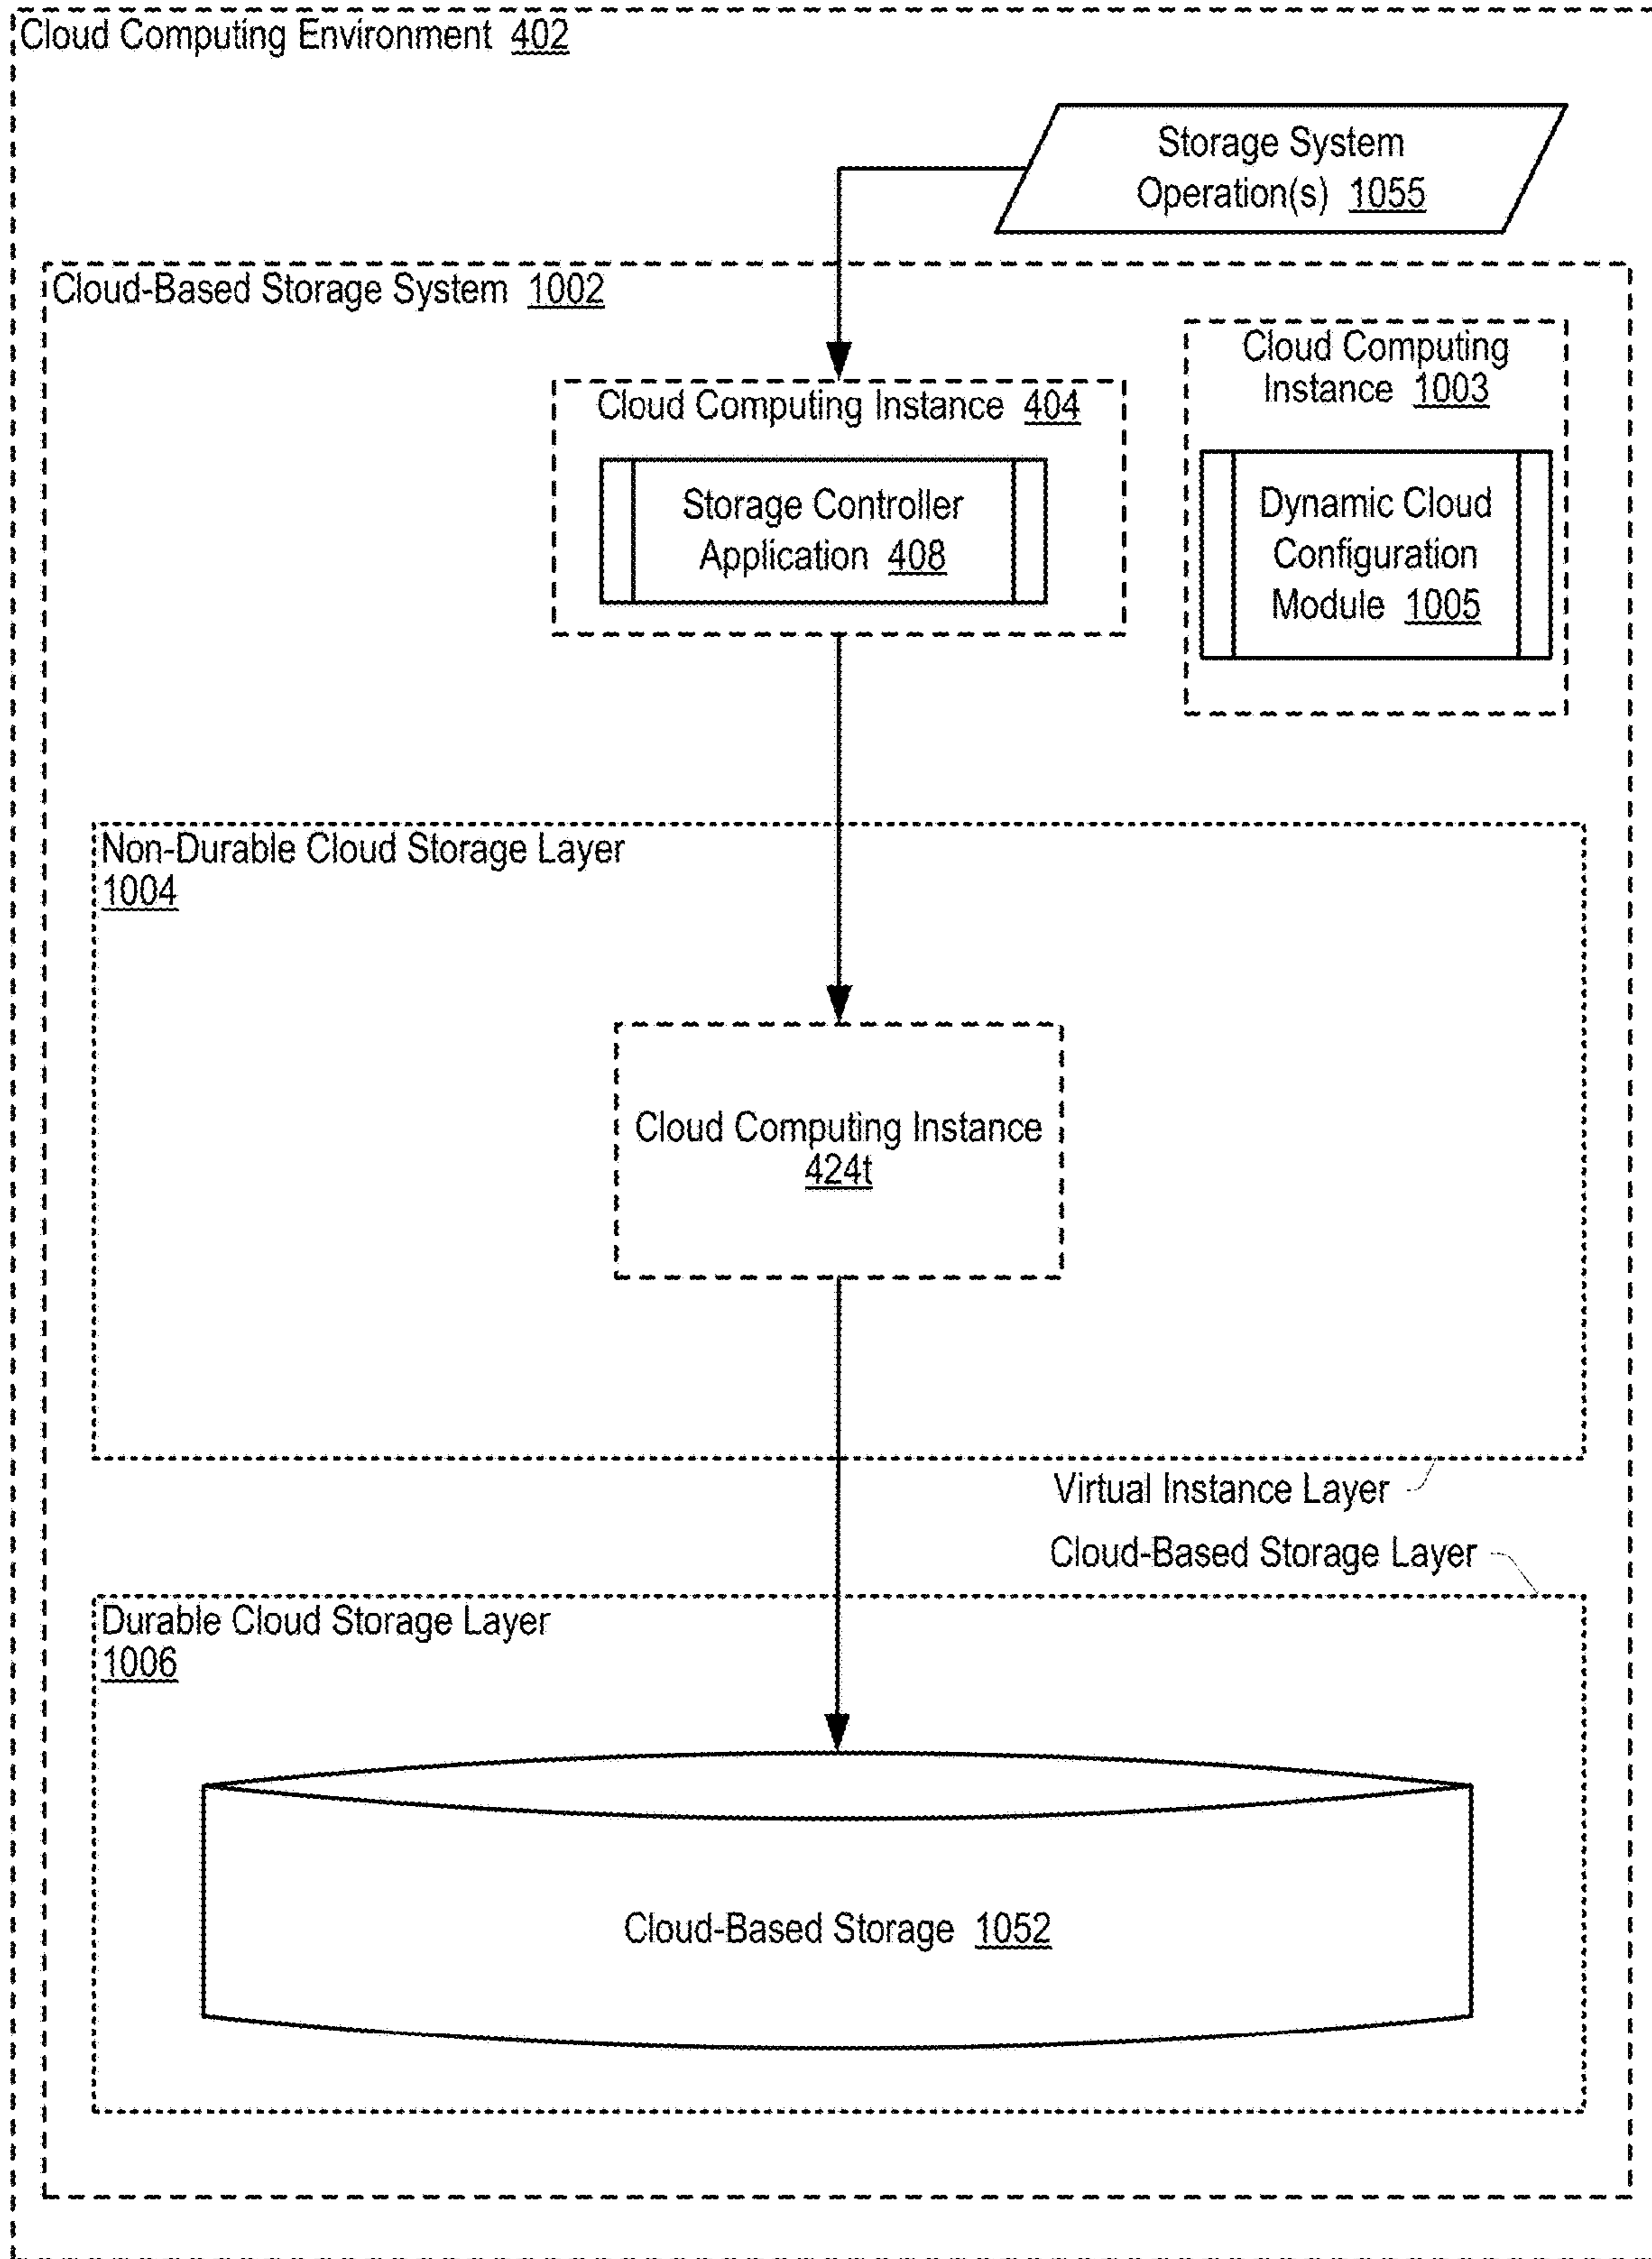 Cloud Computing Environment 402
Storage System
Operation(s) 1055
Cloud-Based Storage System 1002
Cloud Computing Instance 404
Storage Controller
Application 408
Cloud Computing
Instance 1003
Dynamic Cloud
Configuration
Module 1005
Non-Durable Cloud Storage Layer
1004
Cloud Computing Instance
424t
Virtual Instance Layer
Cloud-Based Storage Layer
Durable Cloud Storage Layer
1006
Cloud-Based Storage 1052